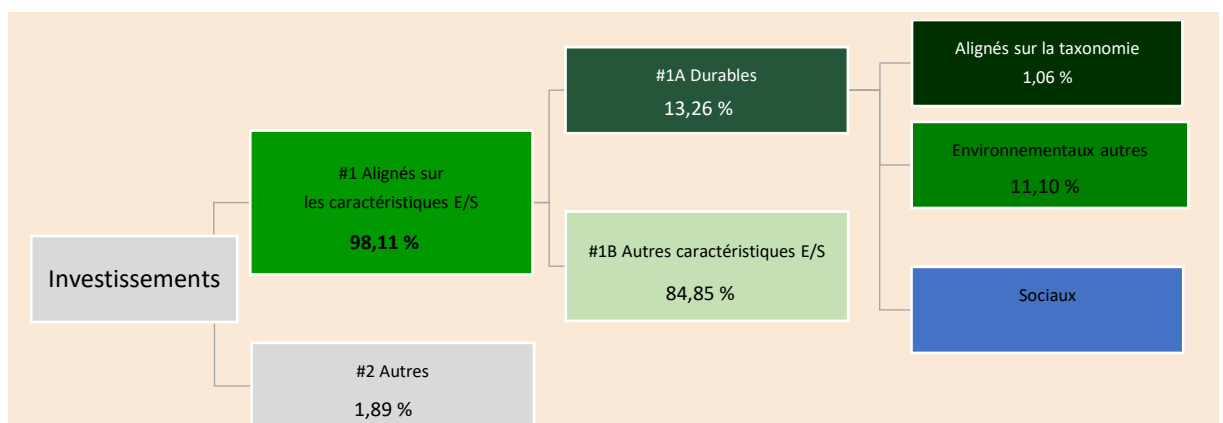 Investissements
#1 Alignés sur
les caractéristiques E/S
98,11 %
#2 Autres
1,89 %
#1A Durables
13,26 %
#1B Autres caractéristiques E/S
84,85 %
Alignés sur la taxonomie
1,06 %
Environnementaux autres
11,10 %
Sociaux